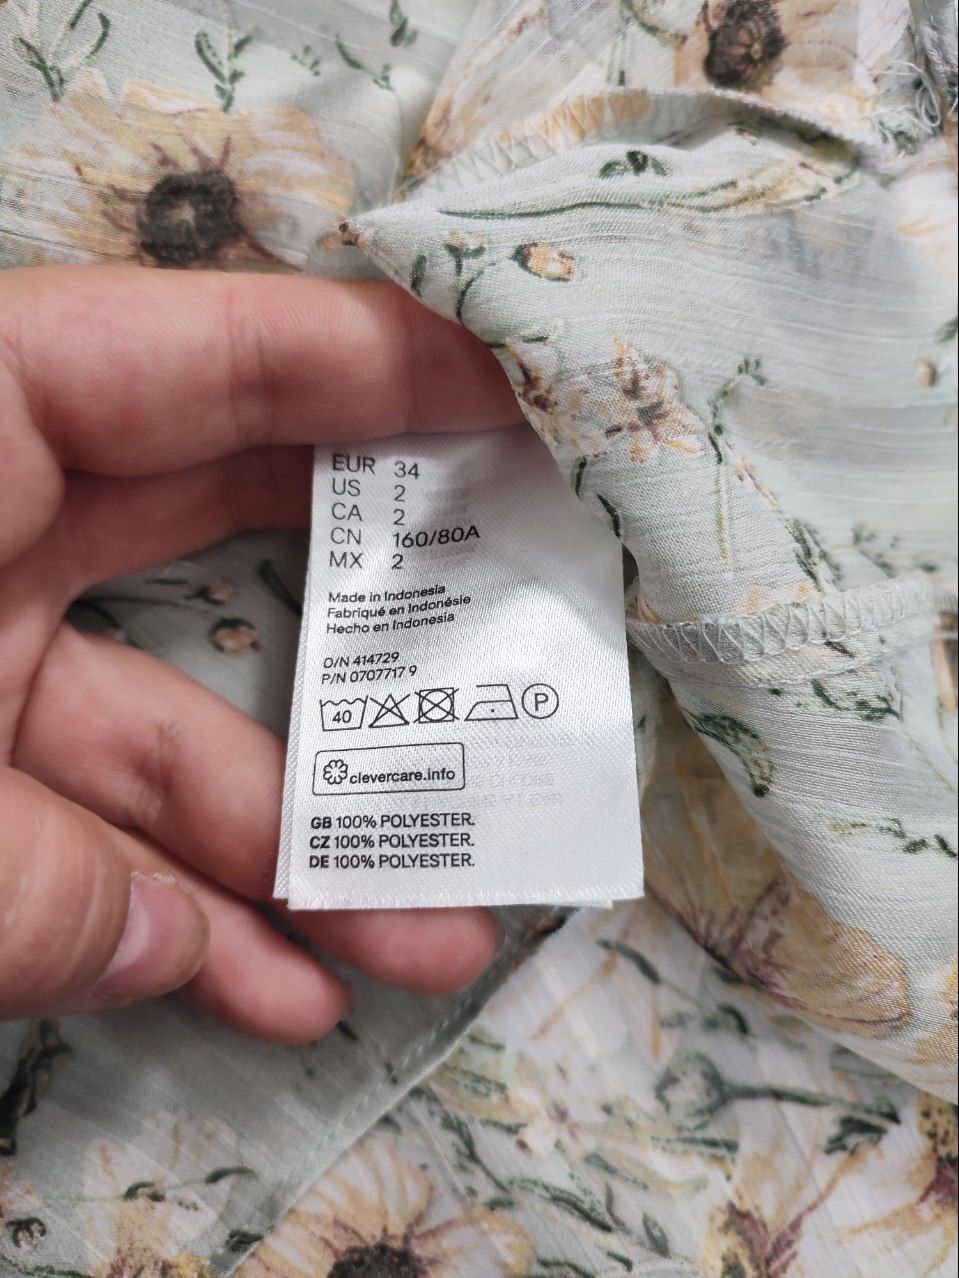 EUR 34
US 2
CA 2
CN 160/80A
MX 2
Made in Indonesia
Fabriqué en Indonésie
Hecho en Indonesia
O/N 414729
P/N 0707717 9
40
P
clevercare.info
GB 100% POLYESTER.
CZ 100% POLYESTER.
DE 100% POLYESTER.